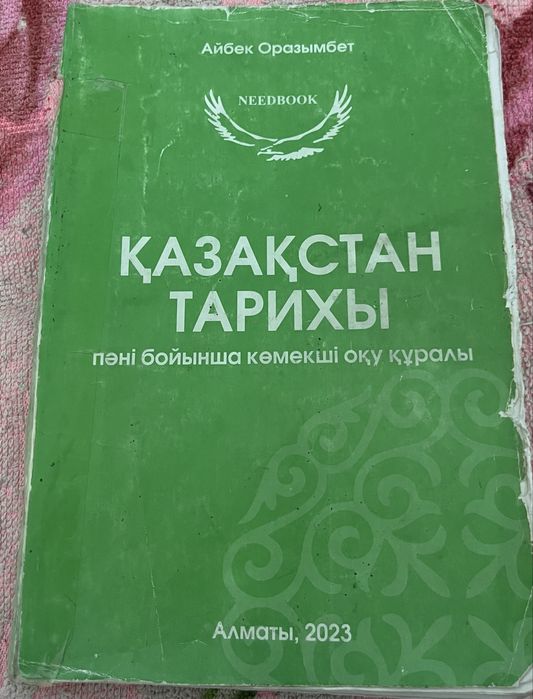 Айбек Оразымбет
NEEDBOOK
ҚАЗАҚСТАН
ТАРИХЫ
пәні бойынша көмекші оқу құралы
Алматы, 2023